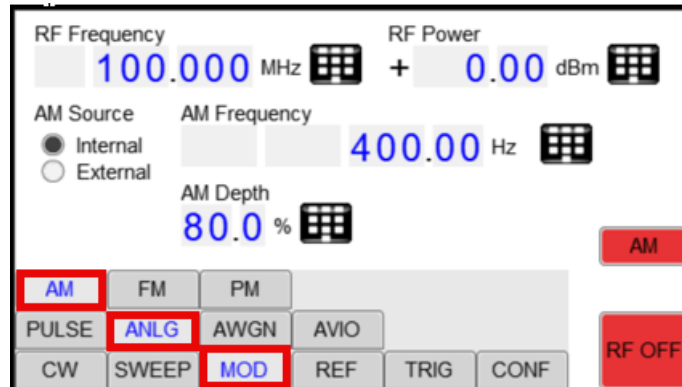 RF Frequency RF Power
100.000 MHz + 0.00 dBm
AM Source AM Frequency
Internal
External
400.00 Hz
AM Depth
80.0 %
AM
AM FM PM
PULSE ANLG AWGN AVIO
RF OFF
CW SWEEP MOD REF TRIG CONF